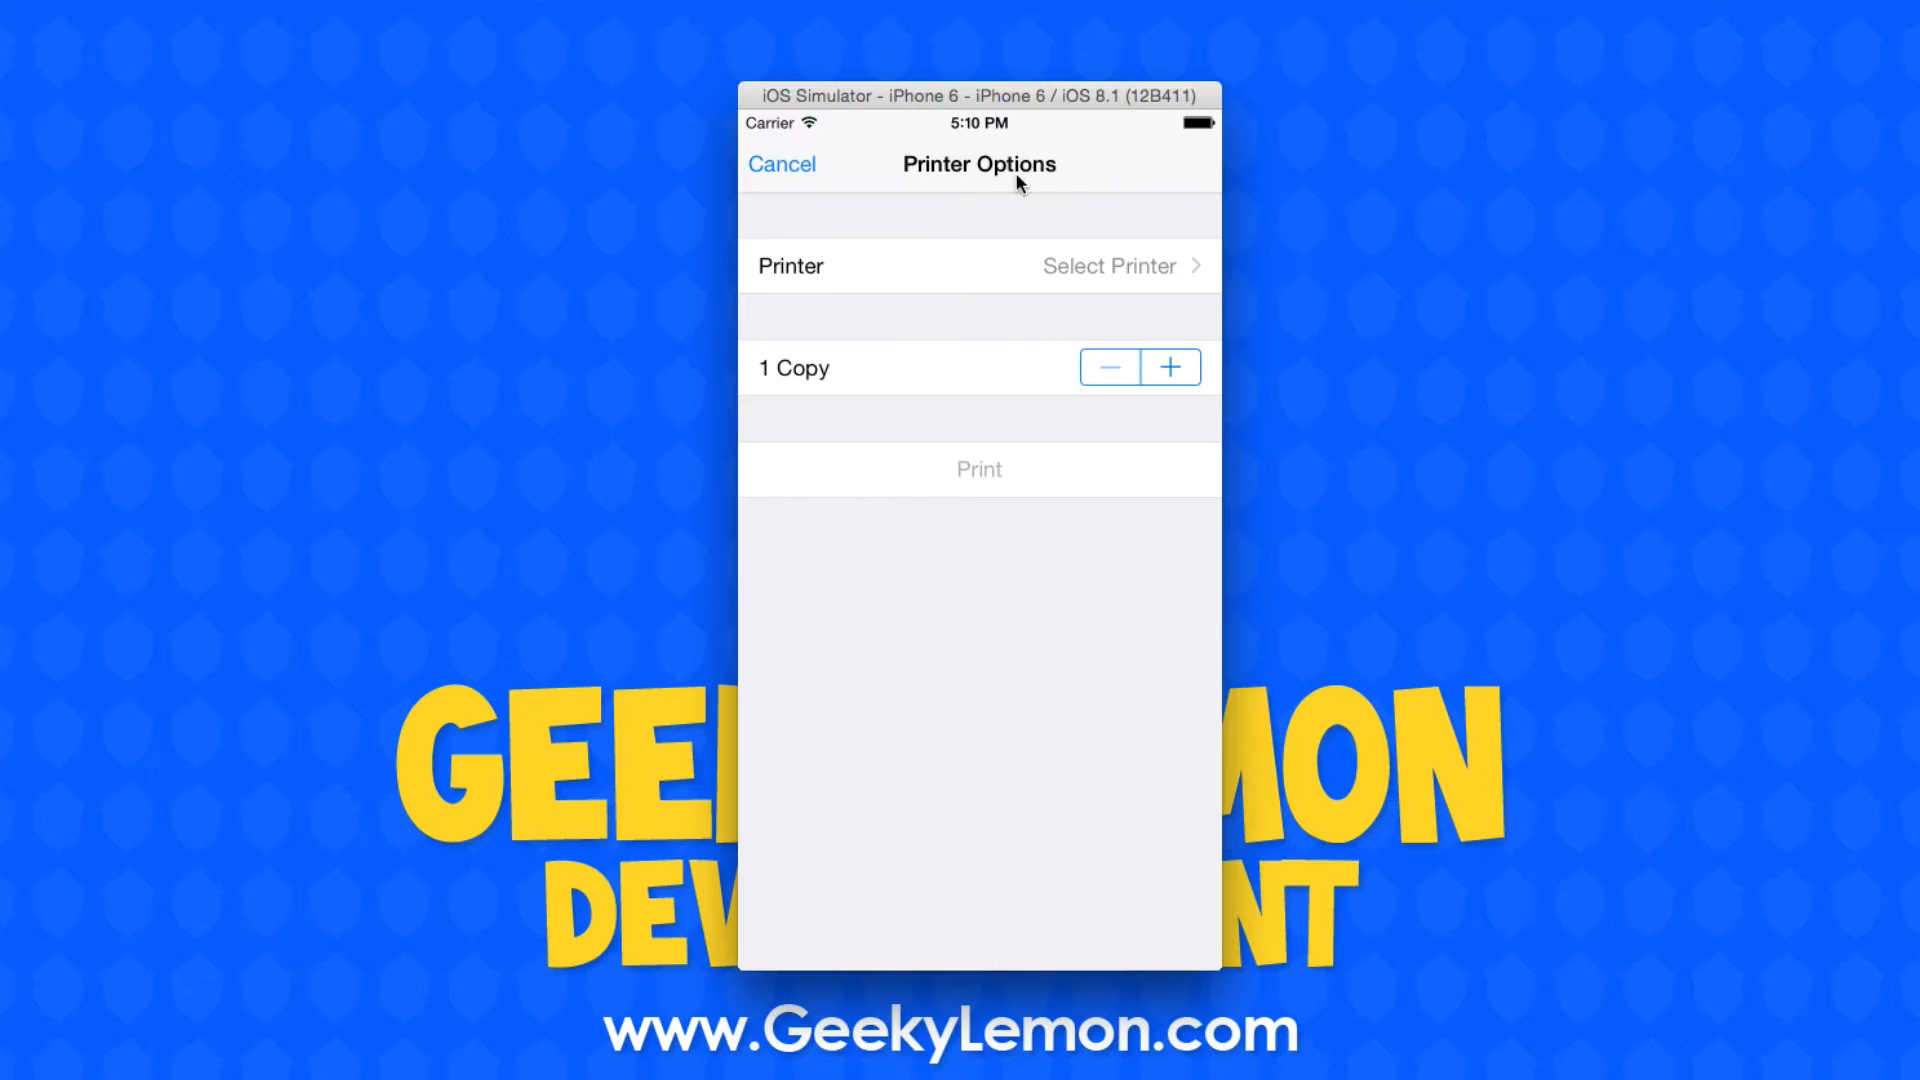 iOS Simulator - iPhone 6 - iPhone 6 / iOS 8.1 (12B411)
Carrier 5:10 PM
Cancel Printer Options
Printer Select Printer
1 Copy
Print
www.GeekyLemon.com